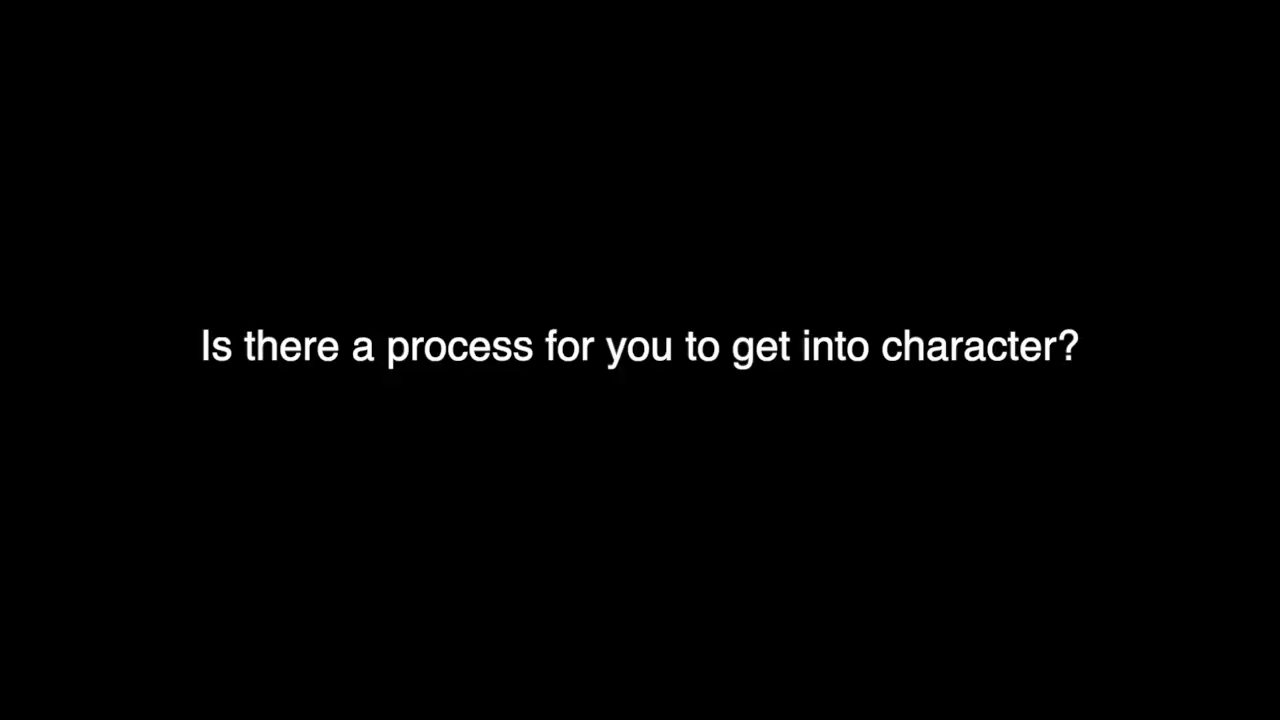 Is there a process for you to get into character?